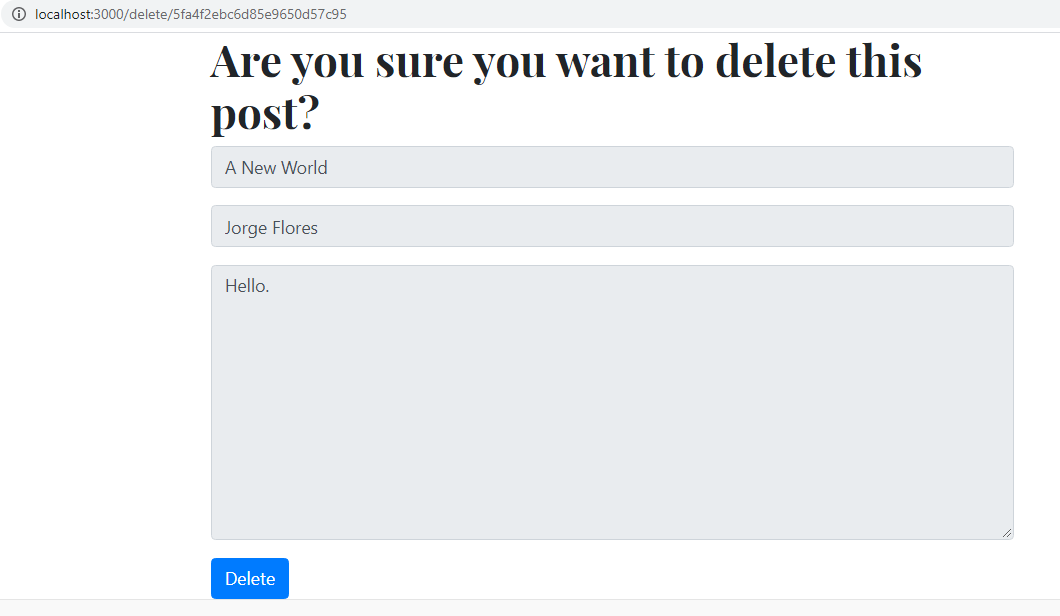 localhost:3000/delete/5fa4f2ebc6d85e9650d57c95
Are you sure you want to delete this
post?
A New World
Jorge Flores
Hello.
Delete